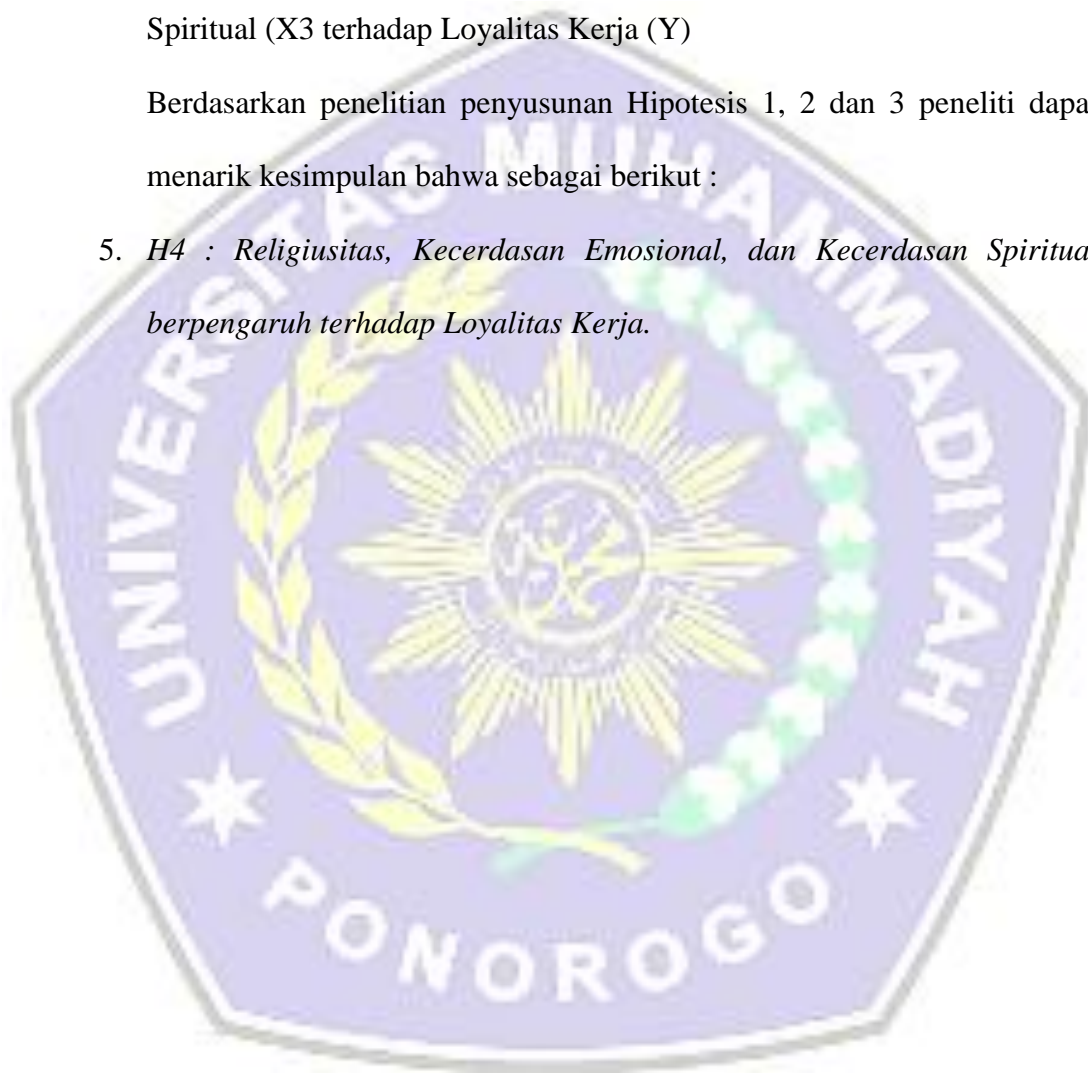 Spiritual (X3 terhadap Loyalitas Kerja (Y)
Berdasarkan penelitian penyusunan Hipotesis 1, 2 dan 3 peneliti dapa
menarik kesimpulan bahwa sebagai berikut :
5. H4 : Religiusitas, Kecerdasan Emosional, dan Kecerdasan Spiritua
berpengaruh terhadap Loyalitas Kerja.
UNIVERSITAS MUHAMMADIYAH
PONOROGO